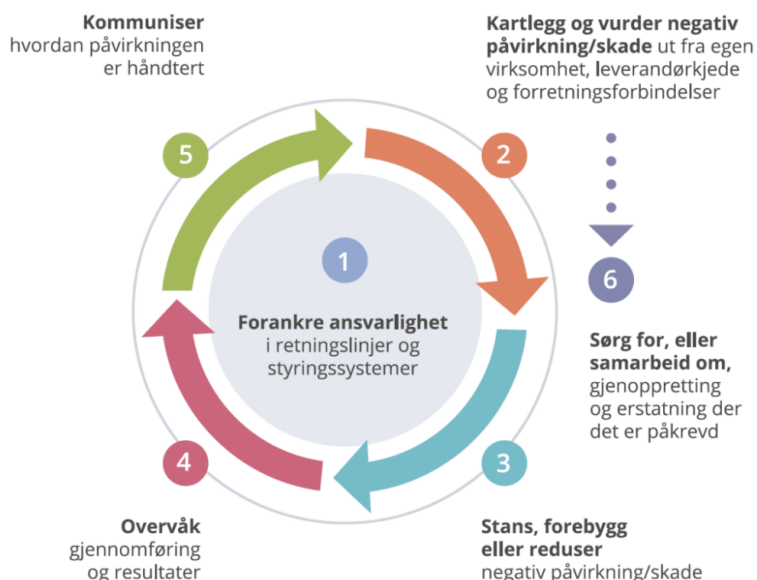 Kommuniser
hvordan påvirkningen
er håndtert
Kartlegg og vurder negativ
påvirkning/skade ut fra egen
virksomhet, leverandørkjede
og forretningsforbindelser
5
2
1
6
Forankre ansvarlighet
i retningslinjer og
styringssystemer
Sørg for, eller
samarbeid om,
gjenoppretting
og erstatning der
det er påkrevd
4
3
Overvåk
gjennomføring
og resultater
Stans, forebygg
eller reduser
negativ påvirkning/skade